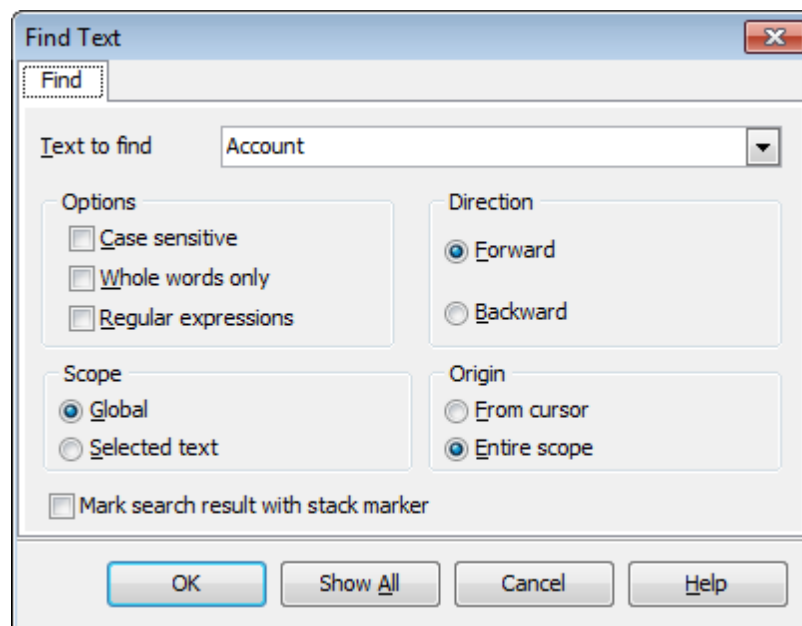 Find Text
Find
Text to find
Account
Options
Case sensitive
Whole words only
Regular expressions
Direction
Forward
Backward
Scope
Global
Selected text
Origin
From cursor
Entire scope
Mark search result with stack marker
OK
Show All
Cancel
Help